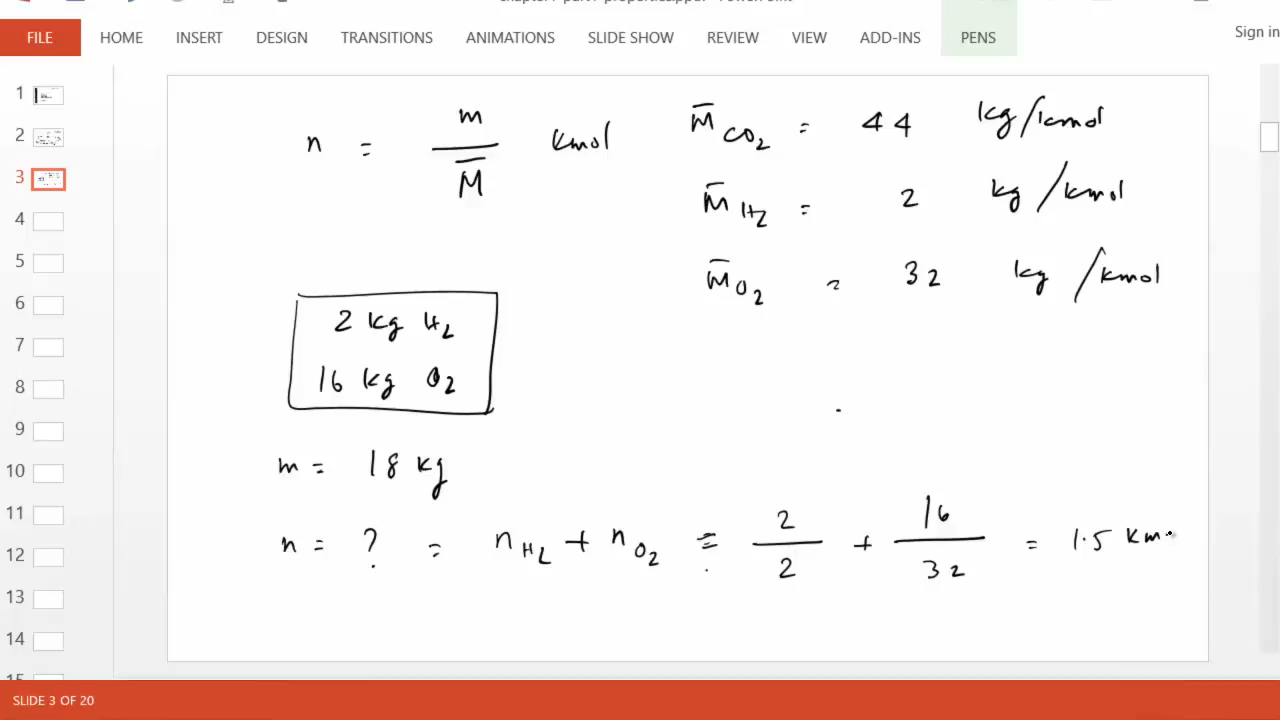 FILE HOME INSERT DESIGN TRANSITIONS ANIMATIONS SLIDE SHOW REVIEW VIEW ADD-INS PENS Sign in
1
2
3
4
5
6
7
8
9
10
11
12
13
14
n = m / M̅ kmol
M̅ CO₂ = 44 kg/kmol
M̅ H₂ = 2 kg/kmol
M̅ O₂ = 32 kg/kmol
2 kg H₂
16 kg O₂
m = 18 kg
n = ? = n H₂ + n O₂ = 2/2 + 16/32 = 1.5 km
SLIDE 3 OF 20